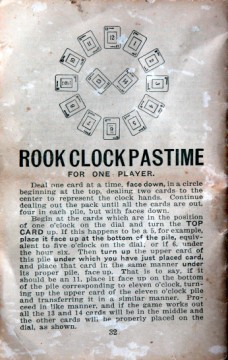 ROOK CLOCK PASTIME
FOR ONE PLAYER.
Deal one card at a time, face down, in a circle
beginning at the top, dealing two cards to the
center to represent the clock hands. Continue
dealing out the pack until all the cards are out,
four in each pile, but with faces down.
Begin at the cards which are in the position
of one o'clock on the dial and turn the TOP
CARD up. If this happens to be a 5, for example,
place it face up at the bottom of the pile, equiv-
alent to five o'clock on the dial, or if 6 under
the hour six. Then turn up the upper card of
this pile under which you have just placed card,
and place that card in the same manner under
its proper pile, face up. That is to say, if it
should be an 11, place it face up on the bottom
of the pile corresponding to eleven o'clock, turn-
ing up the upper card of the eleven o'clock pile
and transferring it in a similar manner. Pro-
ceed in like manner, and if the game works out
all the 13 and 14 cards will be in the middle and
the other cards will be properly placed on the
dial, as shown.
32